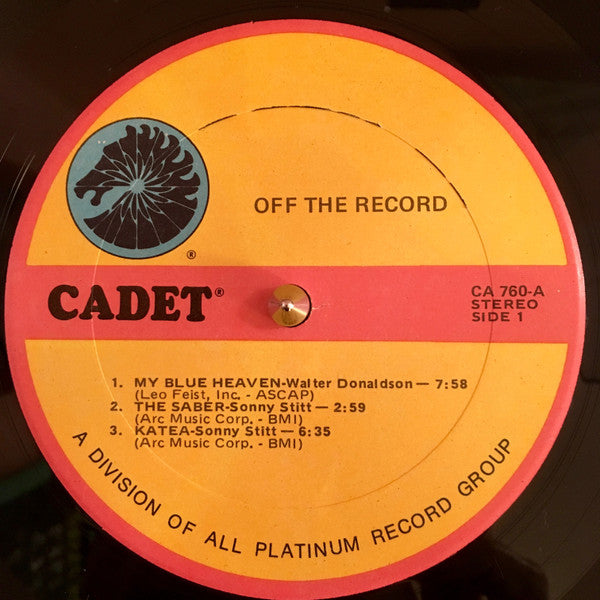 OFF THE RECORD
®
CADET®
CA 760-A
STEREO
SIDE 1
1. MY BLUE HEAVEN-Walter Donaldson — 7:58
(Leo Feist, Inc. - ASCAP)
2. THE SABER-Sonny Stitt — 2:59
(Arc Music Corp. - BMI)
3. KATEA-Sonny Stitt — 6:35
(Arc Music Corp. - BMI)
A DIVISION OF ALL PLATINUM RECORD GROUP